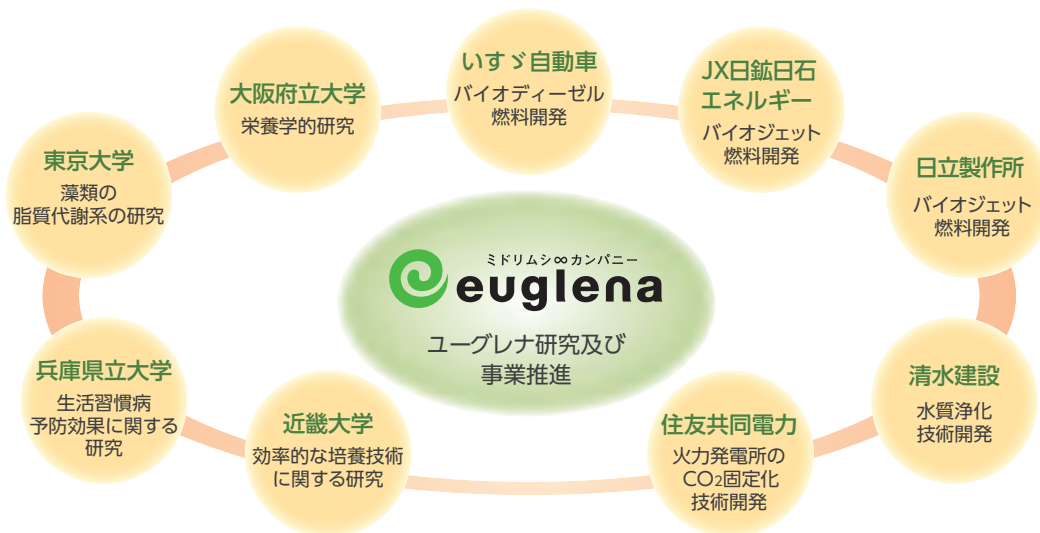 いすゞ自動車
バイオディーゼル
燃料開発
JX日鉱日石
エネルギー
バイオジェット
燃料開発
大阪府立大学
栄養学的研究
東京大学
藻類の
脂質代謝系の研究
日立製作所
バイオジェット
燃料開発
ミドリムシ∞カンパニー
euglena
ユーグレナ研究及び
事業推進
兵庫県立大学
生活習慣病
予防効果に関する
研究
近畿大学
効率的な培養技術
に関する研究
住友共同電力
火力発電所の
CO2固定化
技術開発
清水建設
水質浄化
技術開発